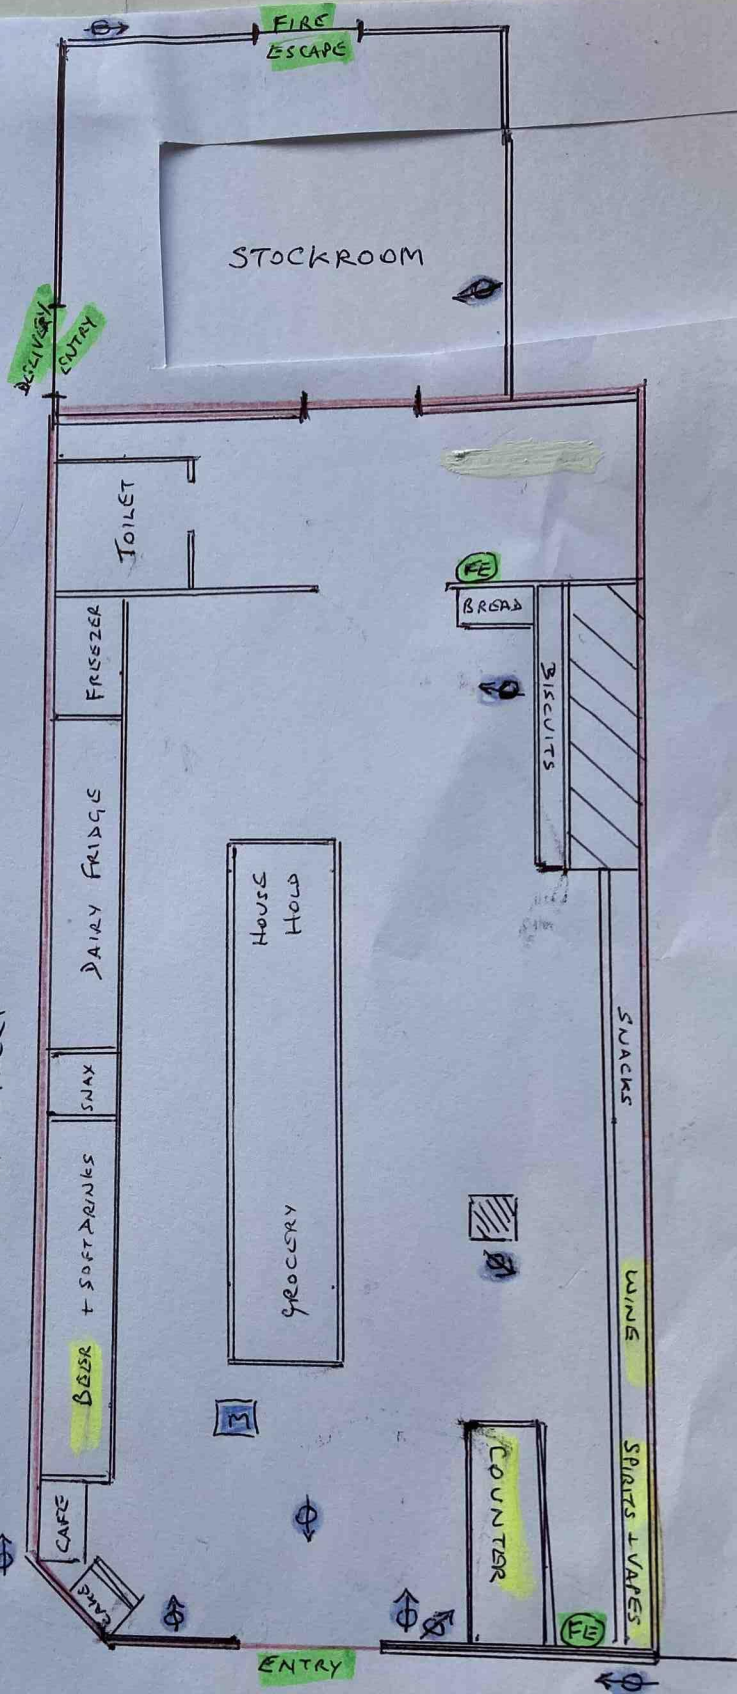 FIRE
ESCAPE
STOCKROOM
DELIVERY
ENTRY
TOILET
FE
BREAD
FREEZER
BISCUITS
DAIRY FRIDGE
HOUSE
HOLD
SNACKS
SNAX
BEER + SOFT DRINKS
GROCERY
WINE
M
COUNTER
SPIRITS + VAPES
CAFE
CAKE
FE
ENTRY